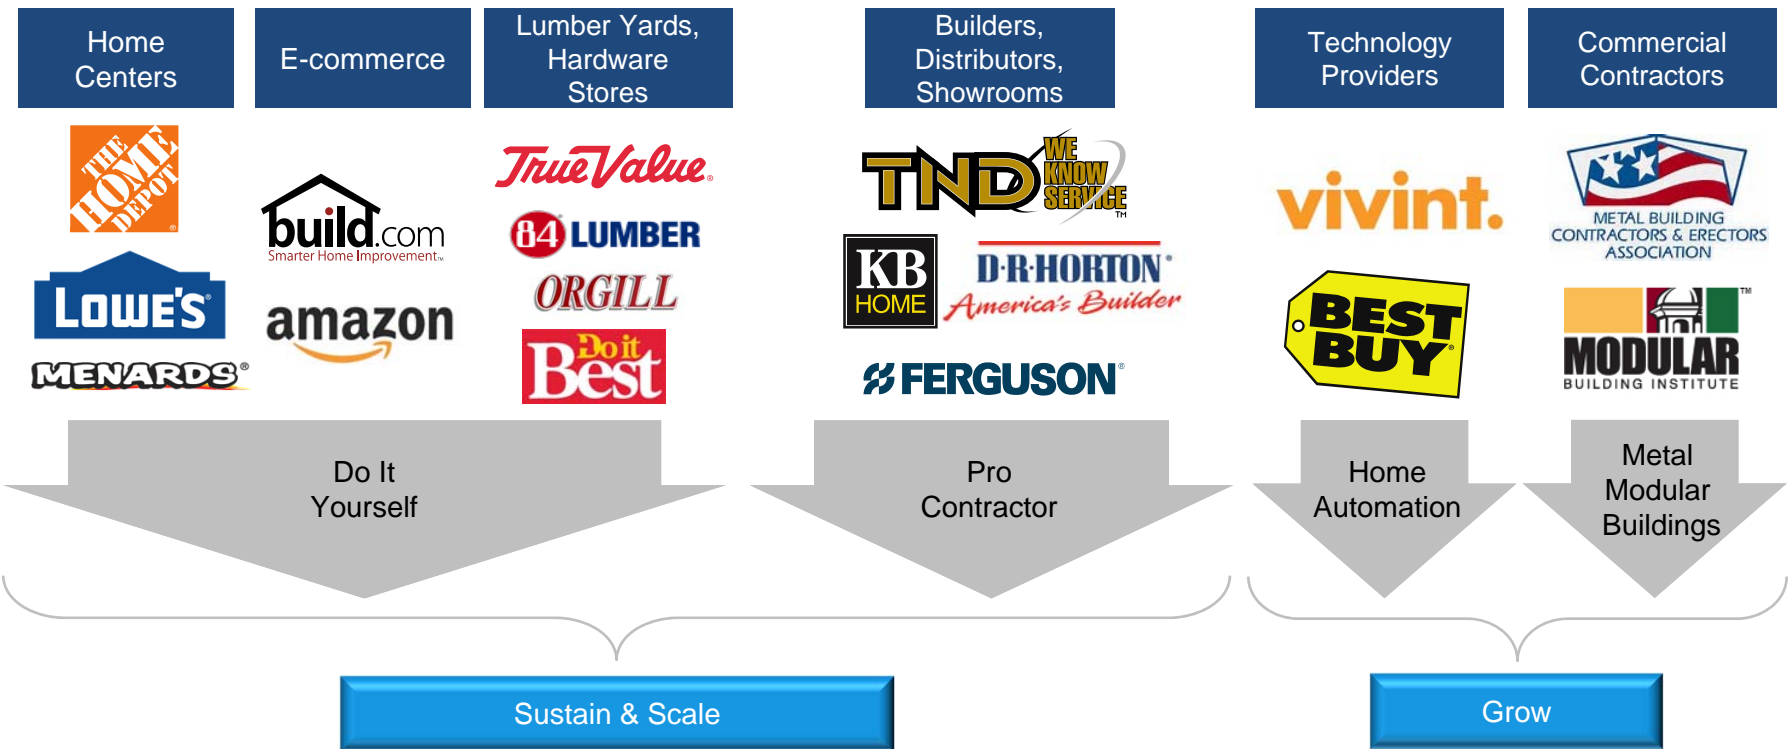 Home
Centers
E-commerce
Lumber Yards,
Hardware
Stores
Builders,
Distributors,
Showrooms
Technology
Providers
Commercial
Contractors
THE
HOME
DEPOT
®
LOWE'S®
MENARDS®
build.com
Smarter Home Improvement™
amazon
True Value®
84® LUMBER
ORGILL
Do it
Best
TND
WE
KNOW
SERVICE
™
KB
HOME
D·R·HORTON®
America's Builder
FERGUSON®
vivint.
BEST
BUY®
METAL BUILDING
CONTRACTORS & ERECTORS
ASSOCIATION
™
MODULAR
BUILDING INSTITUTE
Do It
Yourself
Pro
Contractor
Home
Automation
Metal
Modular
Buildings
Sustain & Scale
Grow